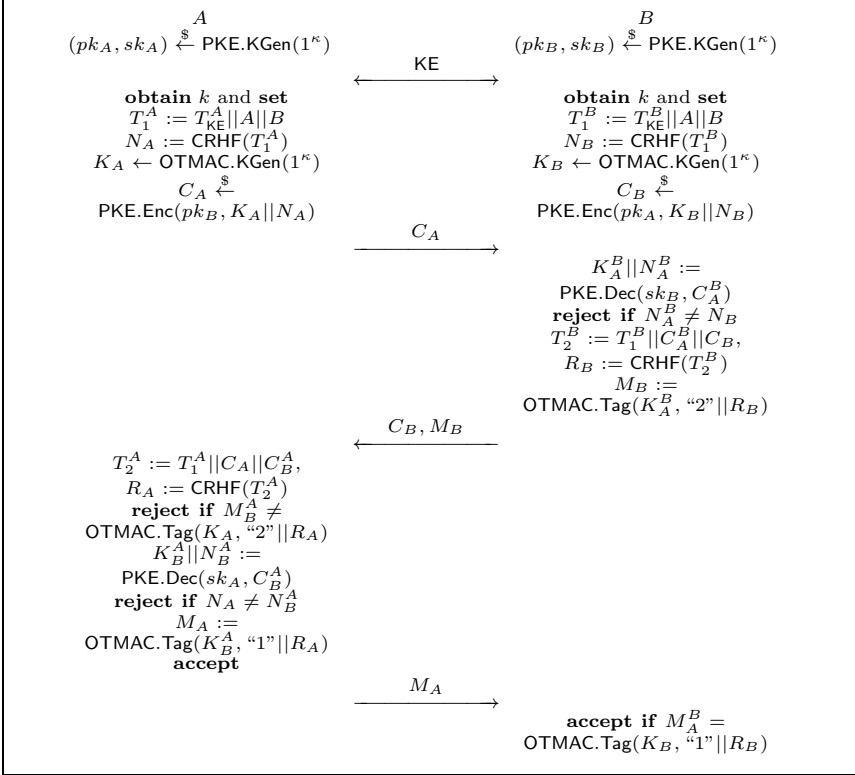 A
B
(pk_A, sk_A) $← PKE.KGen(1^κ)
(pk_B, sk_B) $← PKE.KGen(1^κ)
KE
obtain k and set
T_1^A := T_KE^A||A||B
N_A := CRHF(T_1^A)
K_A ← OTMAC.KGen(1^κ)
C_A $←
PKE.Enc(pk_B, K_A||N_A)
obtain k and set
T_1^B := T_KE^B||A||B
N_B := CRHF(T_1^B)
K_B ← OTMAC.KGen(1^κ)
C_B $←
PKE.Enc(pk_A, K_B||N_B)
C_A
K_A^B||N_A^B :=
PKE.Dec(sk_B, C_A^B)
reject if N_A^B ≠ N_B
T_2^B := T_1^B||C_A^B||C_B,
R_B := CRHF(T_2^B)
M_B :=
OTMAC.Tag(K_A^B, “2”||R_B)
C_B, M_B
T_2^A := T_1^A||C_A||C_B^A,
R_A := CRHF(T_2^A)
reject if M_B^A ≠
OTMAC.Tag(K_A, “2”||R_A)
K_B^A||N_B^A :=
PKE.Dec(sk_A, C_B^A)
reject if N_A ≠ N_B^A
M_A :=
OTMAC.Tag(K_B^A, “1”||R_A)
accept
M_A
accept if M_A^B =
OTMAC.Tag(K_B, “1”||R_B)